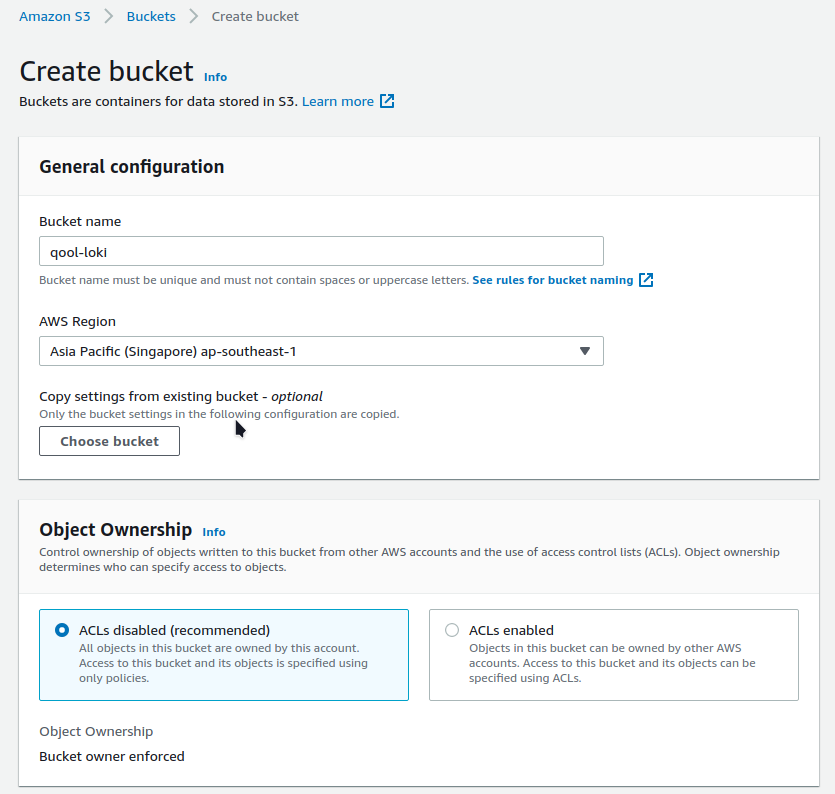 Amazon S3 > Buckets > Create bucket
Create bucket Info
Buckets are containers for data stored in S3. Learn more
General configuration
Bucket name
qool-loki
Bucket name must be unique and must not contain spaces or uppercase letters. See rules for bucket naming
AWS Region
Asia Pacific (Singapore) ap-southeast-1
Copy settings from existing bucket - optional
Only the bucket settings in the following configuration are copied.
Choose bucket
Object Ownership Info
Control ownership of objects written to this bucket from other AWS accounts and the use of access control lists (ACLs). Object ownership
determines who can specify access to objects.
ACLs disabled (recommended)
All objects in this bucket are owned by this account.
Access to this bucket and its objects is specified using
only policies.
ACLs enabled
Objects in this bucket can be owned by other AWS
accounts. Access to this bucket and its objects can be
specified using ACLs.
Object Ownership
Bucket owner enforced